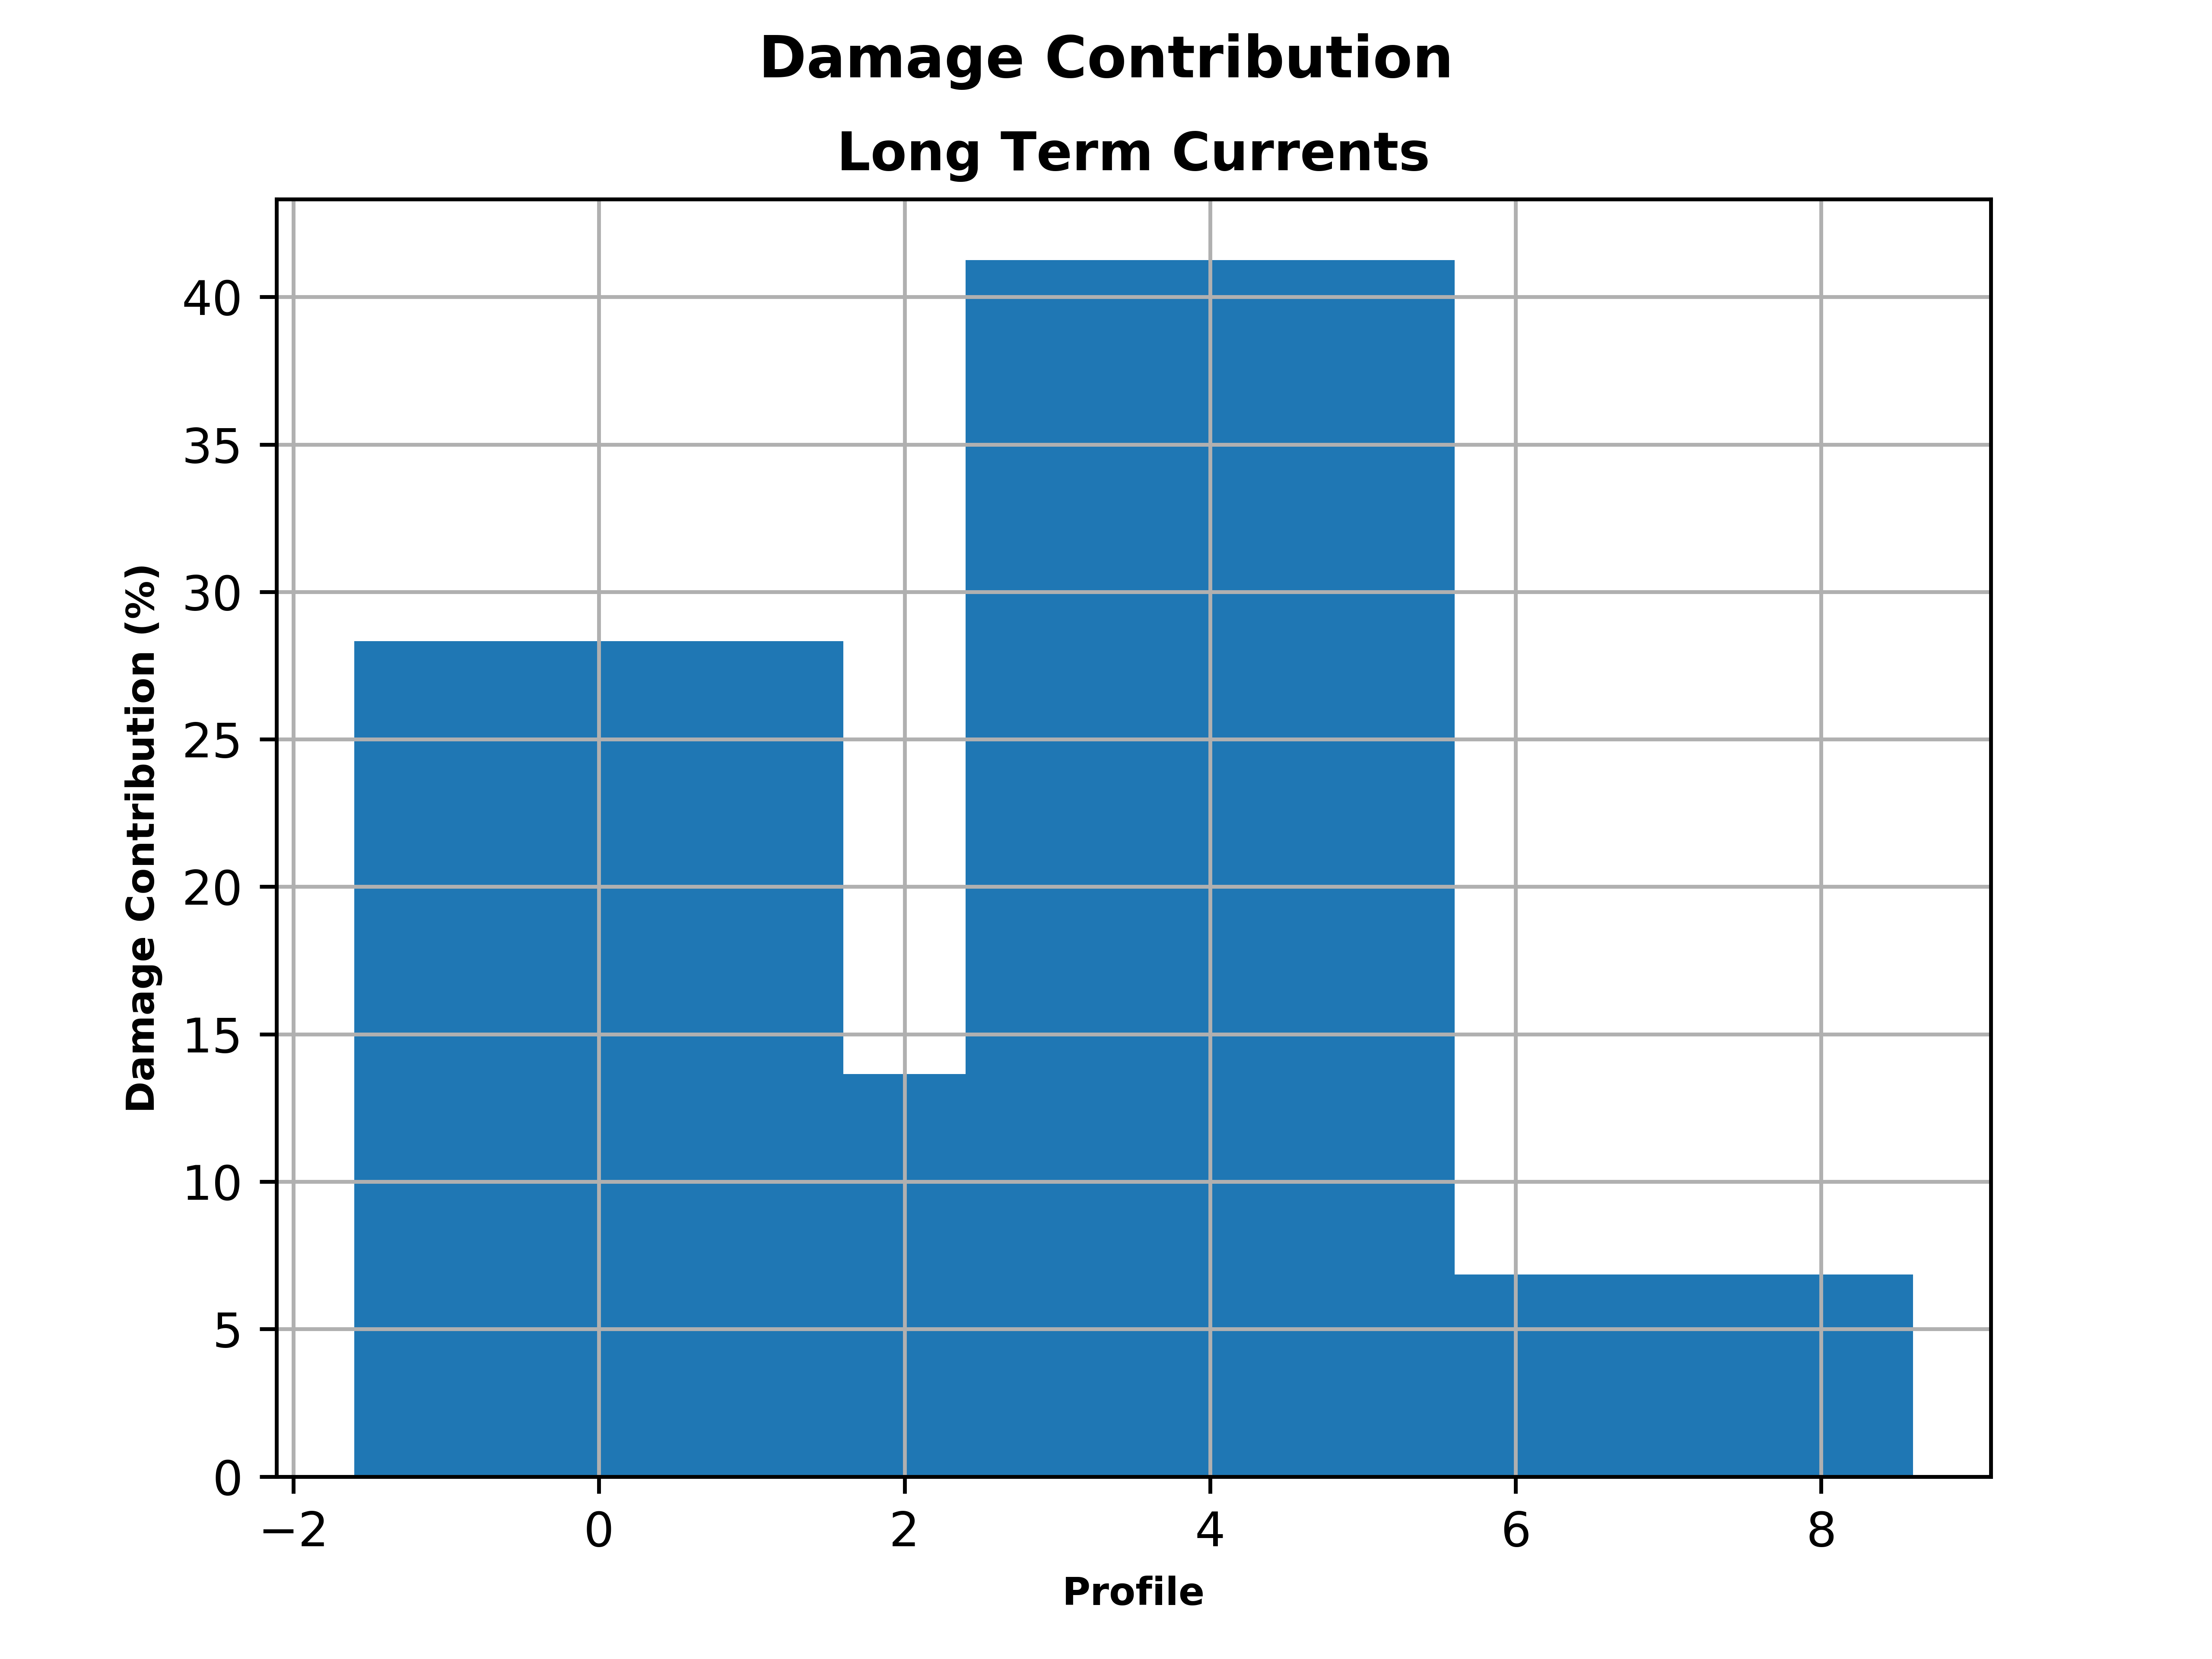 Damage Contribution
Long Term Currents
Damage Contribution (%)
40
35
30
25
20
15
10
5
0
−2 0 2 4 6 8
Profile